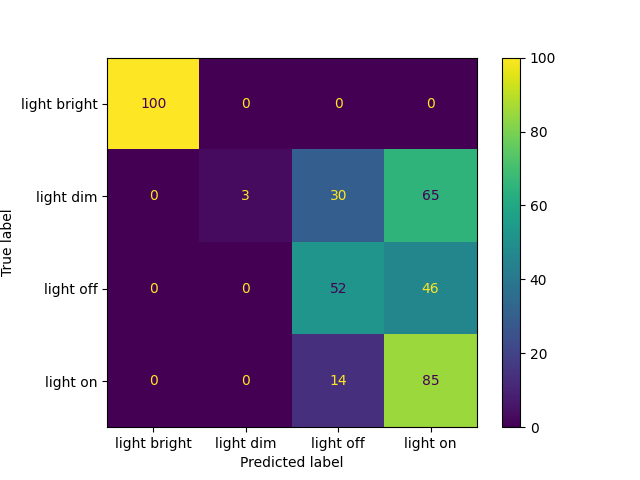 light bright 100 0 0 0
light dim 0 3 30 65
light off 0 0 52 46
light on 0 0 14 85
light bright light dim light off light on
Predicted label
True label
100
80
60
40
20
0